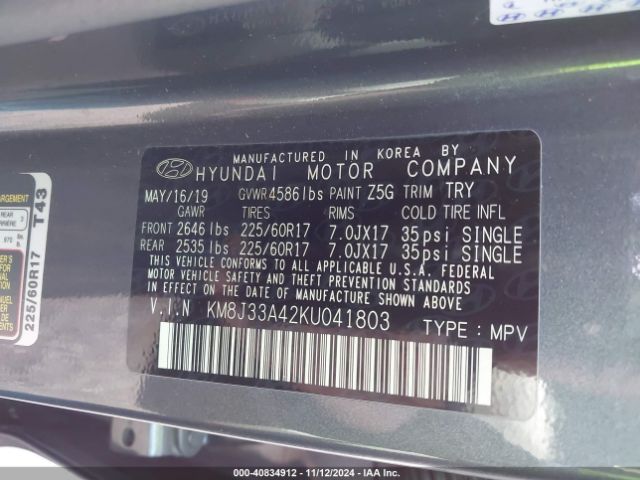 MANUFACTURED IN KOREA BY
HYUNDAI MOTOR COMPANY
MAY/16/19 GVWR 4586 lbs PAINT Z5G TRIM TRY
GAWR TIRES RIMS COLD TIRE INFL
FRONT 2646 lbs 225/60R17 7.0JX17 35psi SINGLE
REAR 2535 lbs 225/60R17 7.0JX17 35psi SINGLE
THIS VEHICLE CONFORMS TO ALL APPLICABLE U.S.A. FEDERAL
MOTOR VEHICLE SAFETY AND THEFT PREVENTION STANDARDS
IN EFFECT ON THE DATE OF MANUFACTURE SHOWN ABOVE.
V.I.N KM8J33A42KU041803 TYPE: MPV
225/60R17 T43
000-40834912 - 11/12/2024 - IAA, Inc.